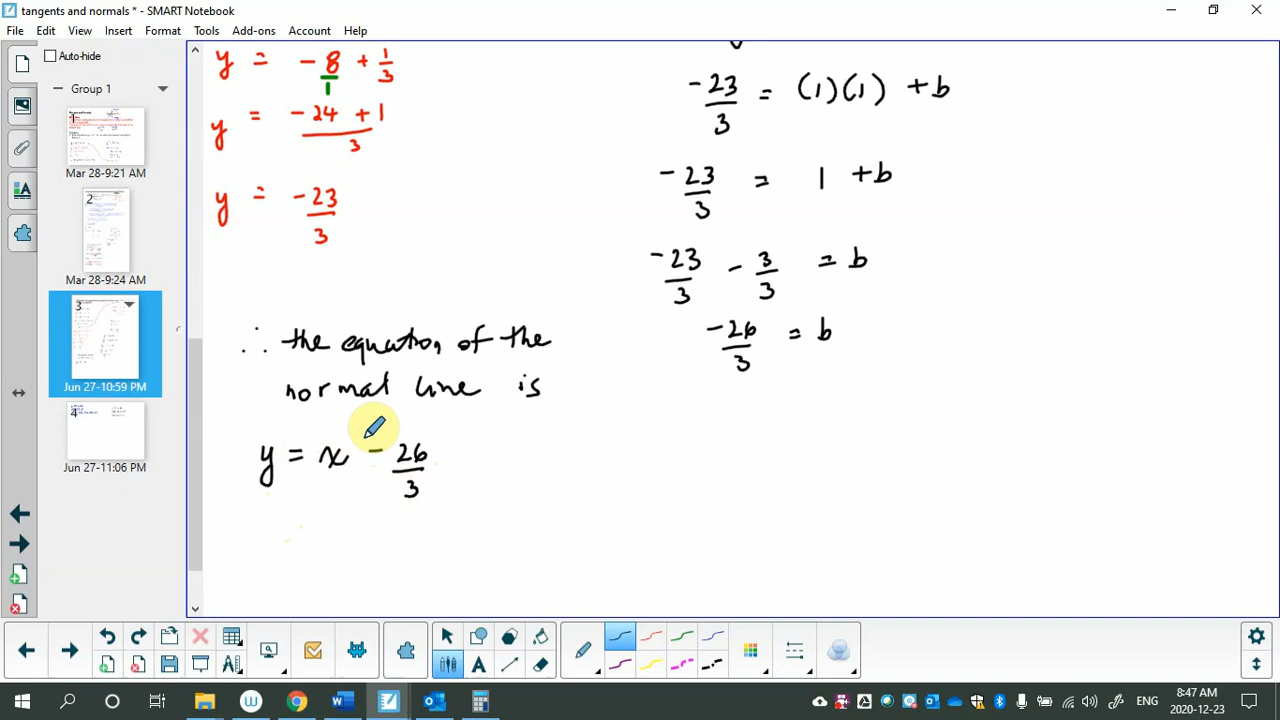 tangents and normals * - SMART Notebook
File Edit View Insert Format Tools Add-ons Account Help
Auto-hide
Group 1
Mar 28-9:21 AM
2
Mar 28-9:24 AM
3
Jun 27-10:59 PM
4
Jun 27-11:06 PM
y = -8/1 + 1/3
y = -24 + 1/3
y = -23/3
∴ the equation of the
normal line is
y = x - 26/3
-23/3 = (1)(1) + b
-23/3 = 1 + b
-23/3 - 3/3 = b
-26/3 = b
ENG
8:47 AM
2020-12-23